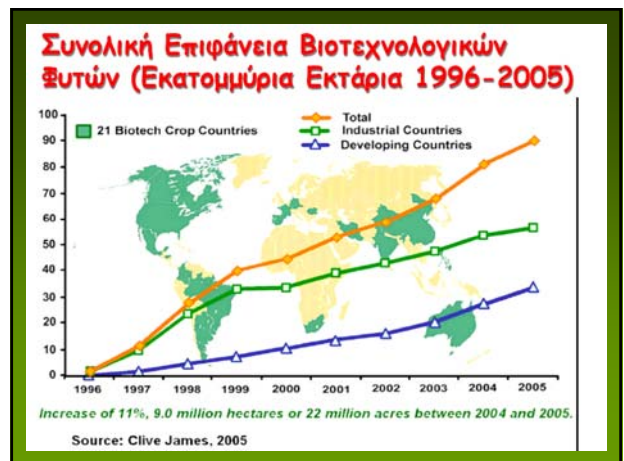 Συνολική Επιφάνεια Βιοτεχνολογικών
Φυτών (Εκατομμύρια Εκτάρια 1996-2005)
100
90
80
70
60
50
40
30
20
10
0
21 Biotech Crop Countries
Total
Industrial Countries
Developing Countries
1996 1997 1998 1999 2000 2001 2002 2003 2004 2005
Increase of 11%, 9.0 million hectares or 22 million acres between 2004 and 2005.
Source: Clive James, 2005